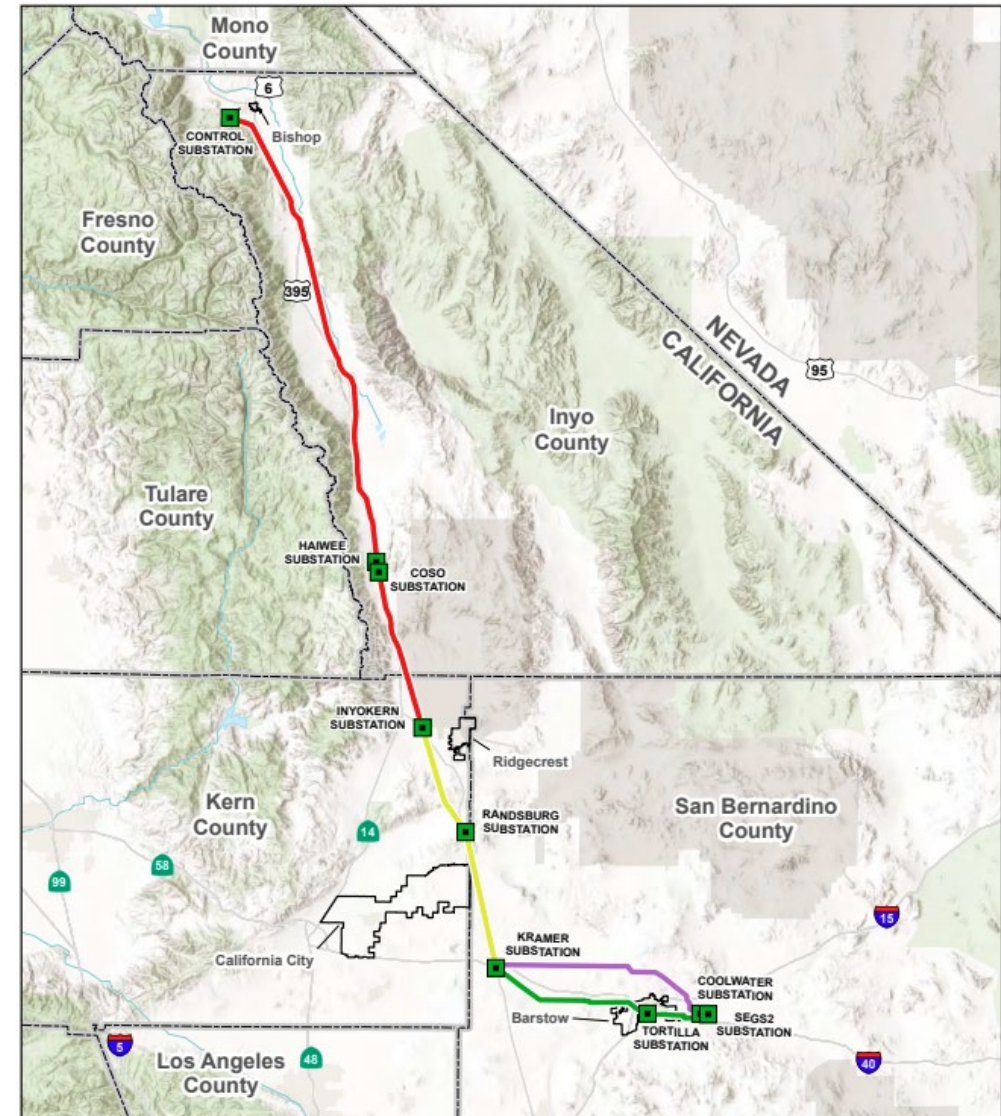 Mono
County
6
CONTROL
SUBSTATION
Bishop
Fresno
County
395
NEVADA
CALIFORNIA
95
Inyo
County
Tulare
County
HAIWEE
SUBSTATION
COSO
SUBSTATION
INYOKERN
SUBSTATION
Ridgecrest
Kern
County
RANDSBURG
SUBSTATION
San Bernardino
County
14
58
99
15
California City
KRAMER
SUBSTATION
COOLWATER
SUBSTATION
Barstow
TORTILLA
SUBSTATION
SEGS2
SUBSTATION
5
Los Angeles
County
48
40